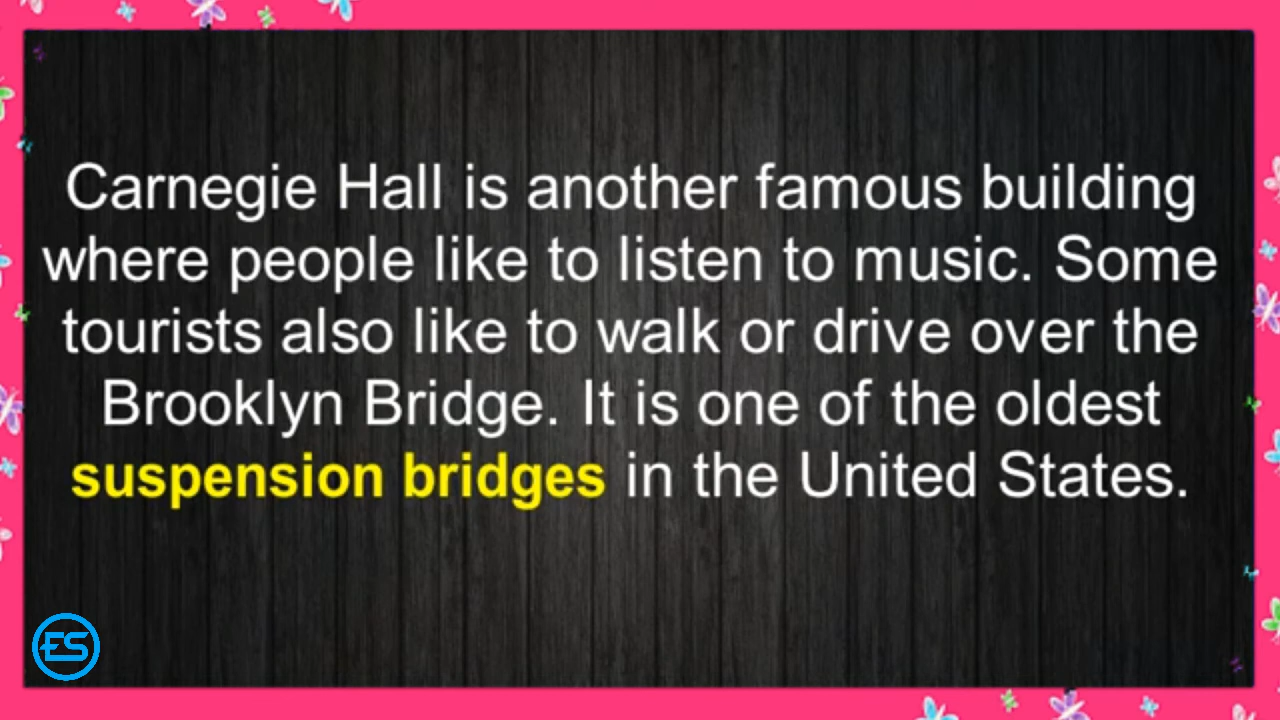 Carnegie Hall is another famous building
where people like to listen to music. Some
tourists also like to walk or drive over the
Brooklyn Bridge. It is one of the oldest
suspension bridges in the United States.
ES